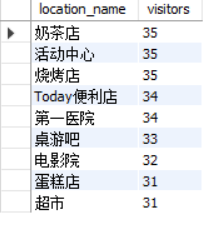 location_name visitors
奶茶店 35
活动中心 35
烧烤店 35
Today便利店 34
第一医院 34
桌游吧 33
电影院 32
蛋糕店 31
超市 31